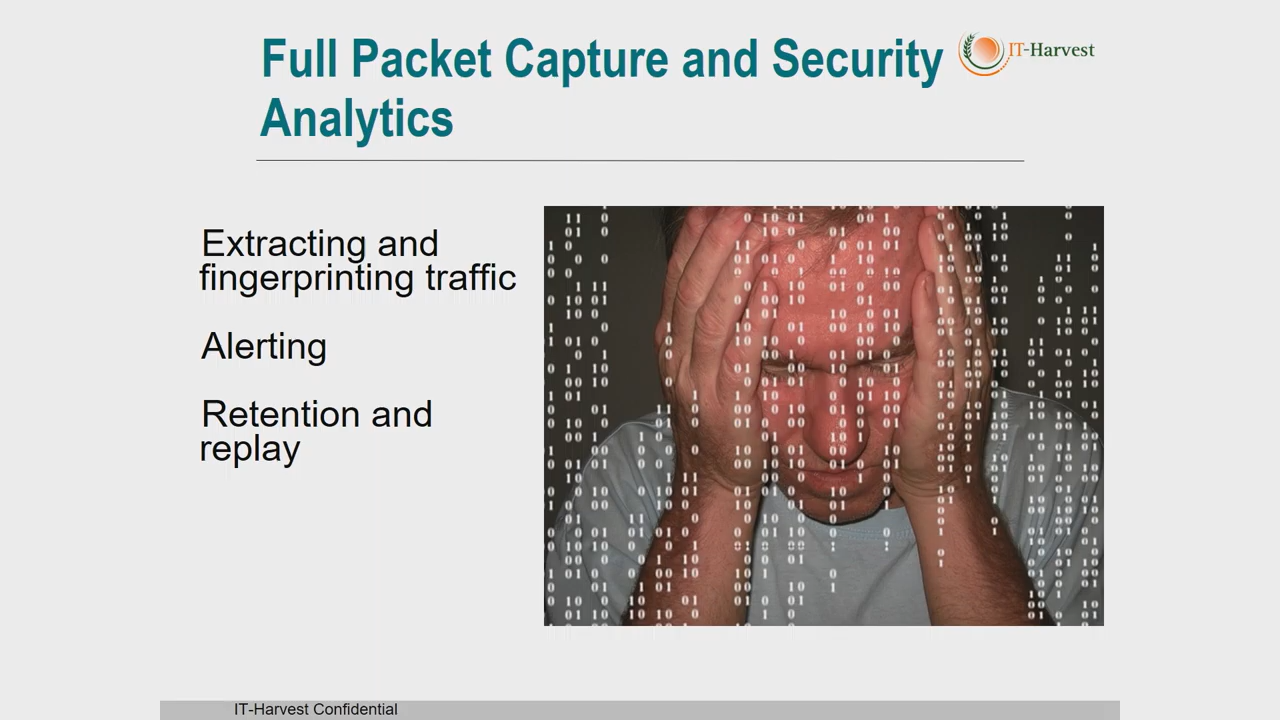 Full Packet Capture and Security
Analytics
IT-Harvest
Extracting and
fingerprinting traffic
Alerting
Retention and
replay
IT-Harvest Confidential